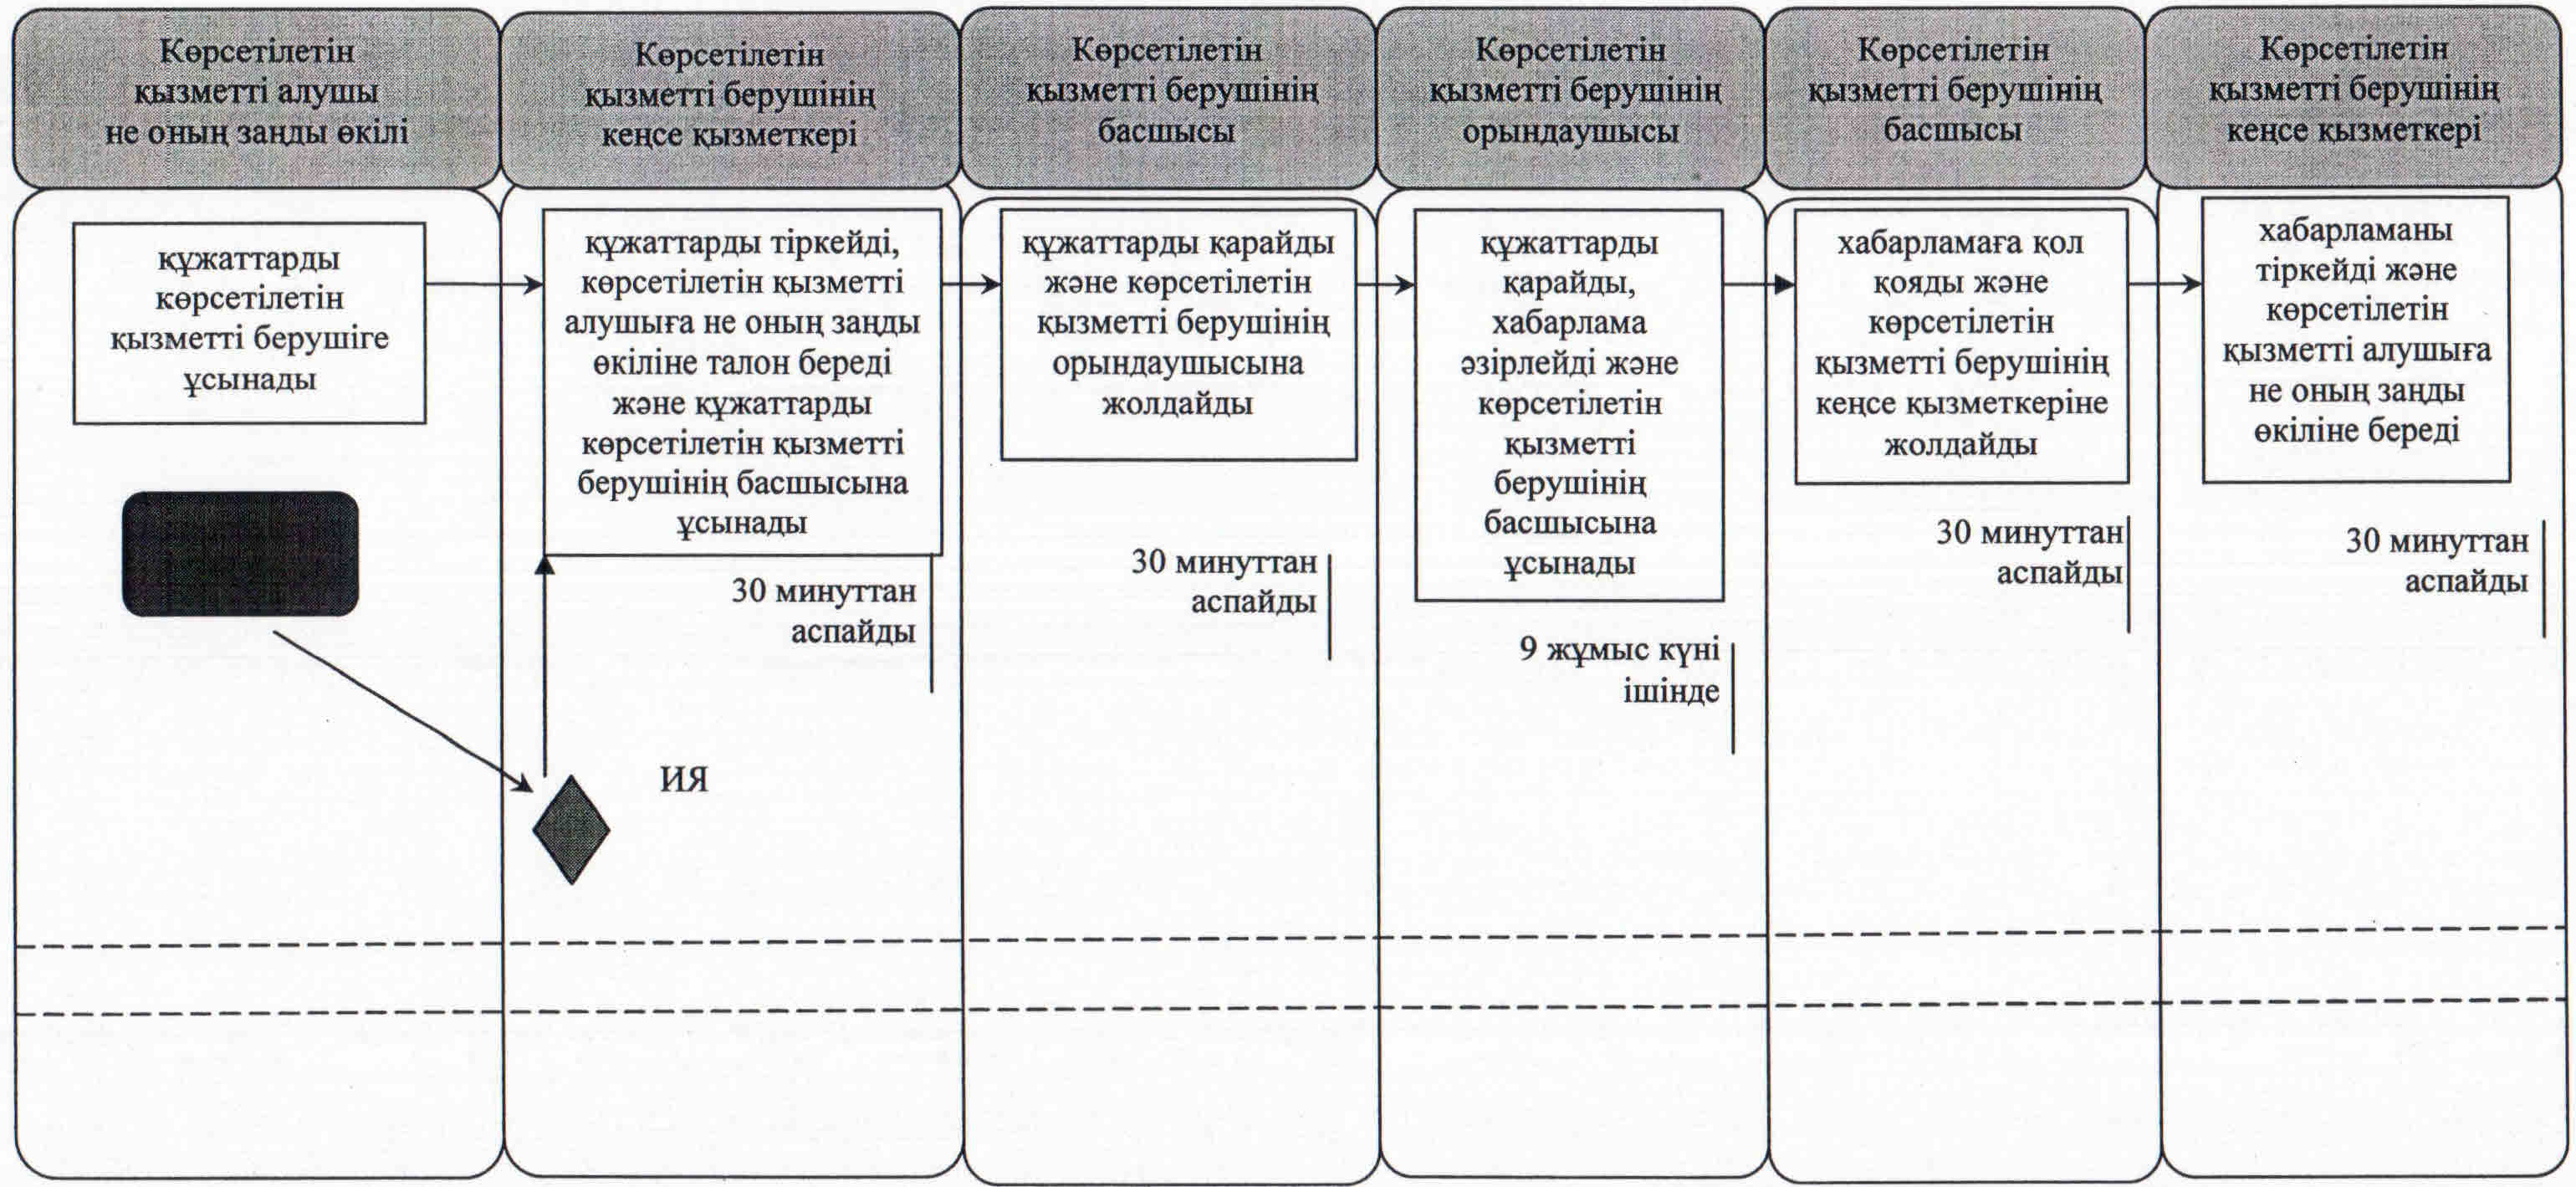 Көрсетілетін
қызметті алушы
не оның заңды өкілі
Көрсетілетін
қызметті берушінің
кеңсе қызметкері
Көрсетілетін
қызметті берушінің
басшысы
Көрсетілетін
қызметті берушінің
орындаушысы
Көрсетілетін
қызметті берушінің
басшысы
Көрсетілетін
қызметті берушінің
кеңсе қызметкері
құжаттарды
көрсетілетін
қызметті берушіге
ұсынады
құжаттарды тіркейді,
көрсетілетін қызметті
алушыға не оның заңды
өкіліне талон береді
және құжаттарды
көрсетілетін қызметті
берушінің басшысына
ұсынады
30 минуттан
аспайды
ИЯ
құжаттарды қарайды
және көрсетілетін
қызметті берушінің
орындаушысына
жолдайды
30 минуттан
аспайды
құжаттарды
қарайды,
хабарлама
әзірлейді және
көрсетілетін
қызметті
берушінің
басшысына
ұсынады
9 жұмыс күні
ішінде
хабарламаға қол
қояды және
көрсетілетін
қызметті берушінің
кеңсе қызметкеріне
жолдайды
30 минуттан
аспайды
хабарламаны
тіркейді және
көрсетілетін
қызметті алушыға
не оның заңды
өкіліне береді
30 минуттан
аспайды